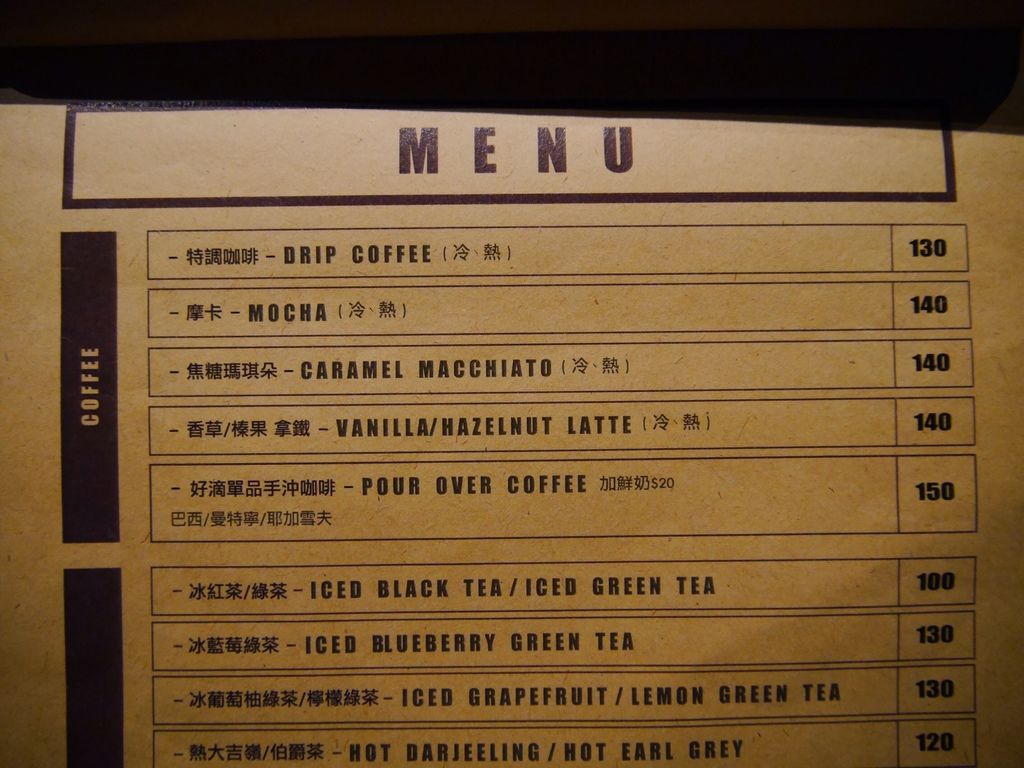 MENU
COFFEE
– 特調咖啡 – DRIP COFFEE (冷、熱) 130
– 摩卡 – MOCHA (冷、熱) 140
– 焦糖瑪琪朵 – CARAMEL MACCHIATO (冷、熱) 140
– 香草/榛果 拿鐵 – VANILLA/HAZELNUT LATTE (冷、熱) 140
– 好滴單品手沖咖啡 – POUR OVER COFFEE 加鮮奶$20 150
巴西/曼特寧/耶加雪夫
– 冰紅茶/綠茶 – ICED BLACK TEA / ICED GREEN TEA 100
– 冰藍莓綠茶 – ICED BLUEBERRY GREEN TEA 130
– 冰葡萄柚綠茶/檸檬綠茶 – ICED GRAPEFRUIT / LEMON GREEN TEA 130
– 熱大吉嶺/伯爵茶 – HOT DARJEELING / HOT EARL GREY 120